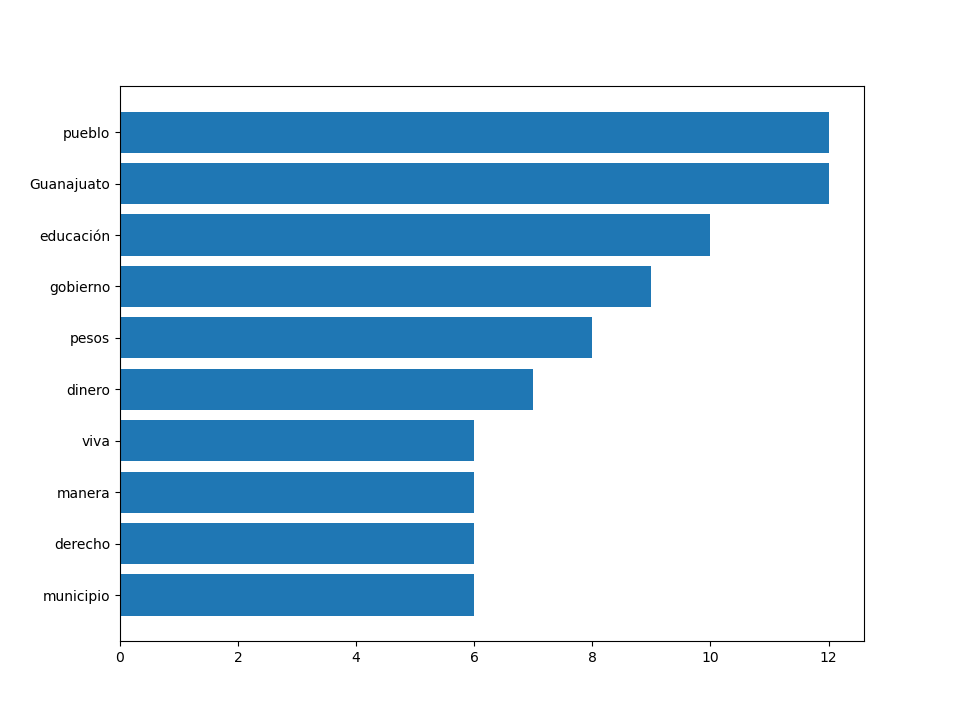 pueblo
Guanajuato
educación
gobierno
pesos
dinero
viva
manera
derecho
municipio
0 2 4 6 8 10 12